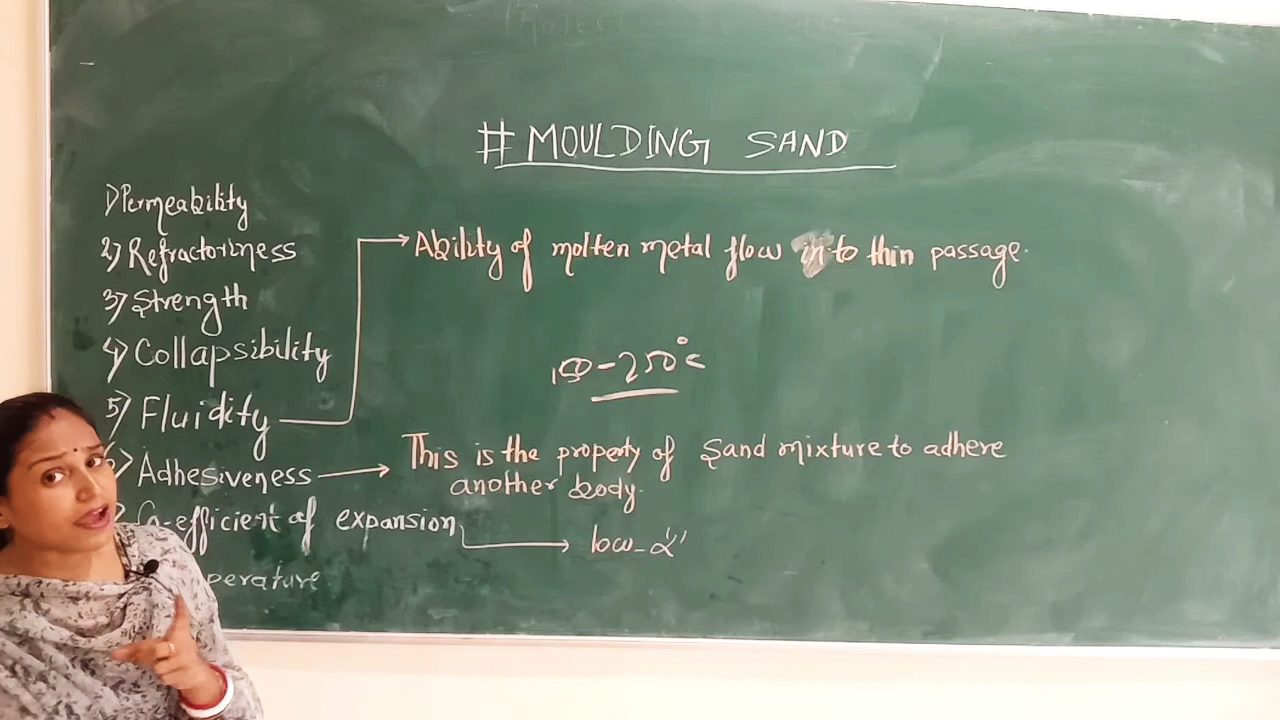 # MOULDING SAND
1) Permeability
2) Refractoriness
3) Strength
4) Collapsibility
5) Fluidity
Ability of molten metal flow in to thin passage.
150-250°C
Adhesiveness
This is the property of Sand mixture to adhere
another body.
Co-efficient of expansion
low-α''
perature